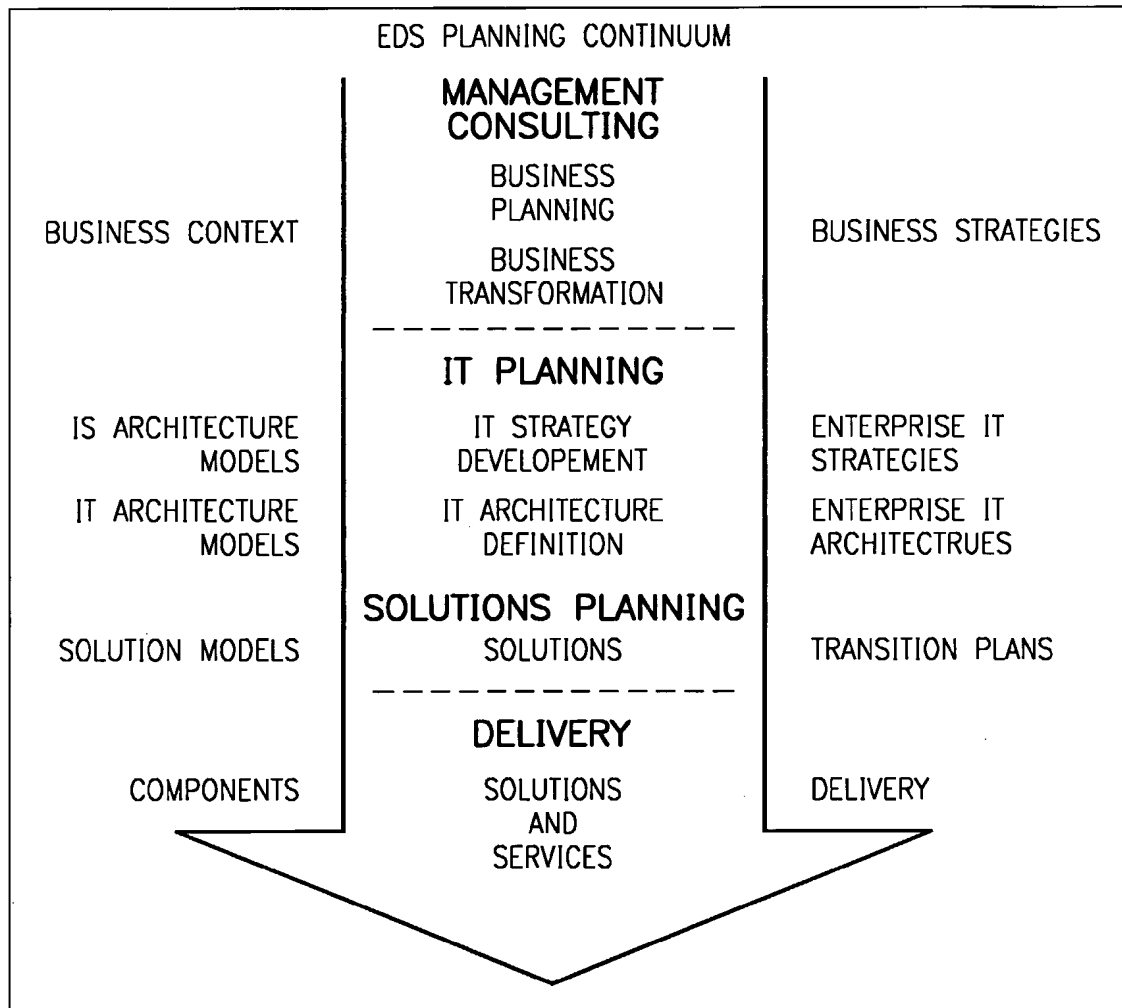 EDS PLANNING CONTINUUM
MANAGEMENT
CONSULTING
BUSINESS
PLANNING
BUSINESS CONTEXT
BUSINESS STRATEGIES
BUSINESS
TRANSFORMATION
IT PLANNING
IS ARCHITECTURE
MODELS
IT STRATEGY
DEVELOPEMENT
ENTERPRISE IT
STRATEGIES
IT ARCHITECTURE
MODELS
IT ARCHITECTURE
DEFINITION
ENTERPRISE IT
ARCHITECTRUES
SOLUTIONS PLANNING
SOLUTION MODELS
SOLUTIONS
TRANSITION PLANS
DELIVERY
COMPONENTS
SOLUTIONS
AND
SERVICES
DELIVERY